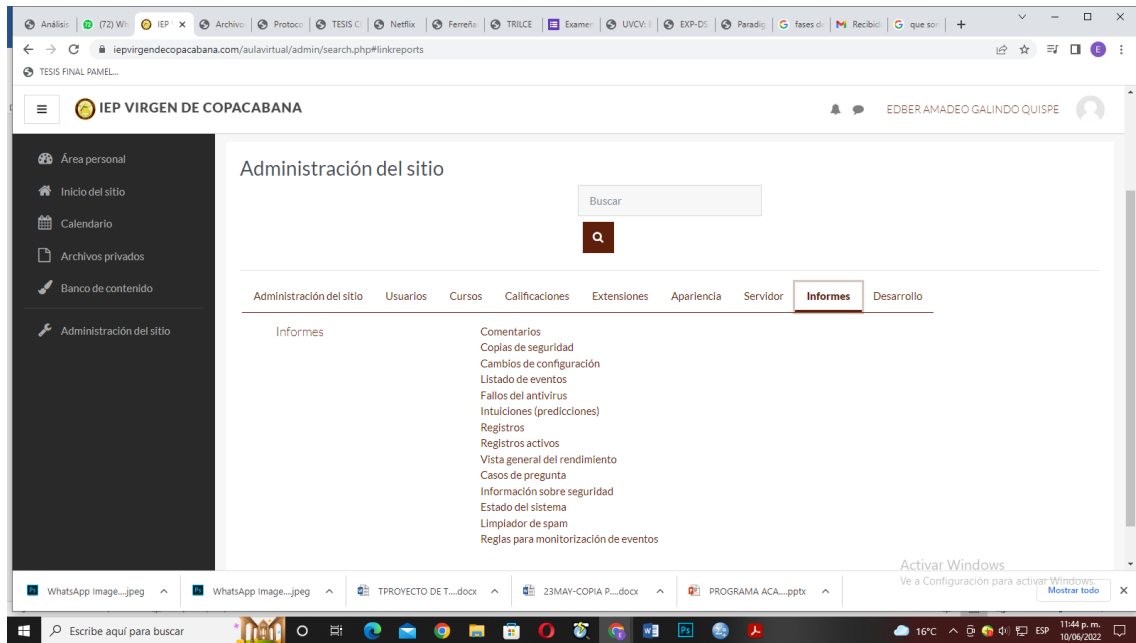 Análisis (72) Wh IEP Archivo Protoco TESIS Netflix Ferreña TRILCE Examen UVCV: EXP-DS Paradig fases de Recibid que sor
iepvirgendecopacabana.com/aulavirtual/admin/search.php#linkreports
E
TESIS FINAL PAMEL...
IEP VIRGEN DE COPACABANA
EDBER AMADEO GALINDO QUISPE
Área personal
Inicio del sitio
Calendario
Archivos privados
Banco de contenido
Administración del sitio
Administración del sitio
Buscar
Administración del sitio Usuarios Cursos Calificaciones Extensiones Apariencia Servidor Informes Desarrollo
Informes
Comentarios
Copias de seguridad
Cambios de configuración
Listado de eventos
Fallos del antivirus
Intuiciones (predicciones)
Registros
Registros activos
Vista general del rendimiento
Casos de pregunta
Información sobre seguridad
Estado del sistema
Limpiador de spam
Reglas para monitorización de eventos
Activar Windows
Ve a Configuración para activar Windows.
WhatsApp Image....jpeg WhatsApp Image....jpeg TPROYECTO DE T....docx 23MAY-COPIA P....docx PROGRAMA ACA....pptx Mostrar todo
Escribe aquí para buscar
16°C ESP 11:44 p. m.
10/06/2022